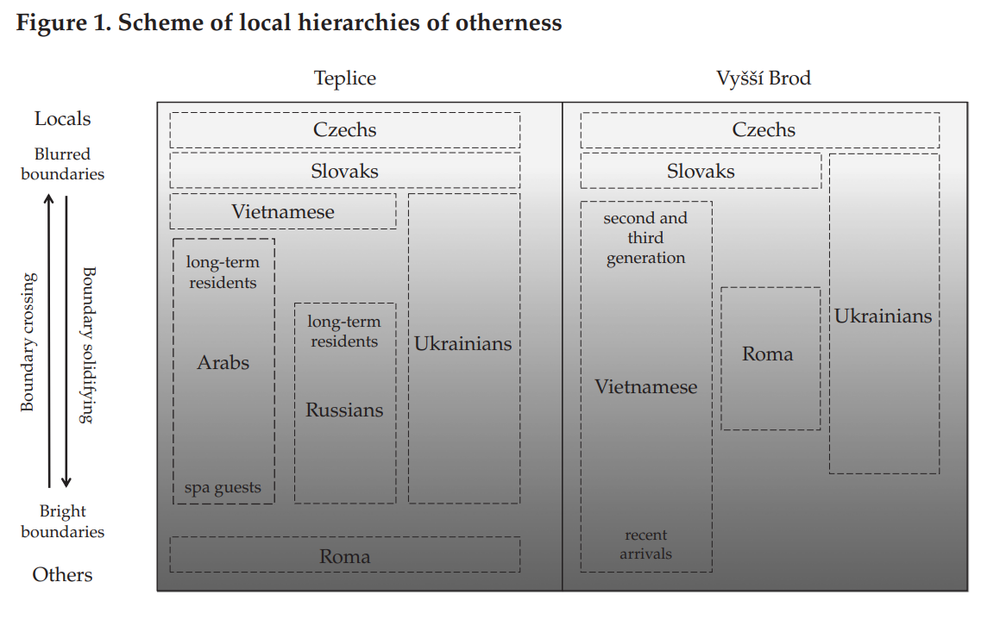 Figure 1. Scheme of local hierarchies of otherness
Teplice
Vyšší Brod
Locals
Blurred
boundaries
Boundary crossing
Boundary solidifying
Bright
boundaries
Others
Czechs
Slovaks
Vietnamese
long-term
residents
Arabs
spa guests
long-term
residents
Russians
Ukrainians
Roma
Czechs
Slovaks
second and
third
generation
Vietnamese
recent
arrivals
Roma
Ukrainians